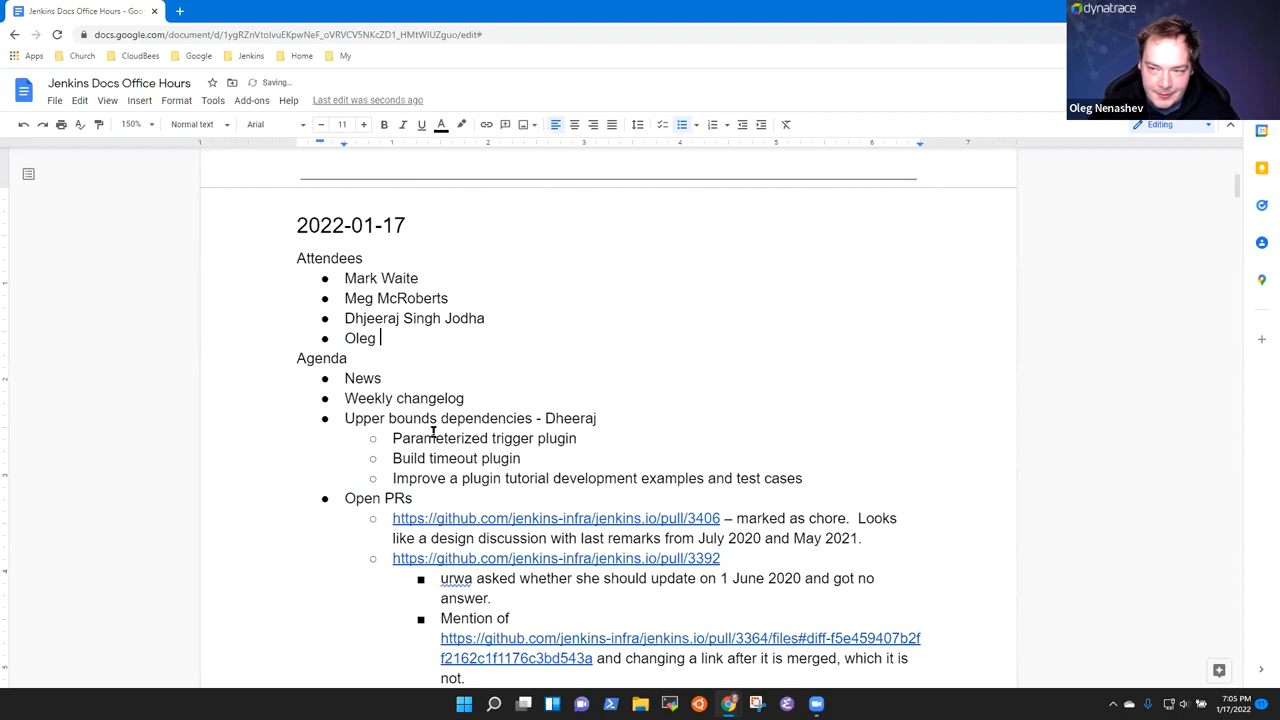 Jenkins Docs Office Hours - Goo
docs.google.com/document/d/1ygRZnVtoIvuEKpwNeF_oVRVCV5NKcZD1_HMtWIUZguo/edit#
Apps Church CloudBees Google Jenkins Home My
dynatrace
Oleg Nenashev
Jenkins Docs Office Hours Saving...
File Edit View Insert Format Tools Add-ons Help Last edit was seconds ago
150% Normal text Arial 11 Editing
1 1 2 3 4 5 6 7
2022-01-17
Attendees
Mark Waite
Meg McRoberts
Dhjeeraj Singh Jodha
Oleg
Agenda
News
Weekly changelog
Upper bounds dependencies - Dheeraj
Parameterized trigger plugin
Build timeout plugin
Improve a plugin tutorial development examples and test cases
Open PRs
https://github.com/jenkins-infra/jenkins.io/pull/3406 – marked as chore. Looks
like a design discussion with last remarks from July 2020 and May 2021.
https://github.com/jenkins-infra/jenkins.io/pull/3392
urwa asked whether she should update on 1 June 2020 and got no
answer.
Mention of
https://github.com/jenkins-infra/jenkins.io/pull/3364/files#diff-f5e459407b2f
f2162c1f1176c3bd543a and changing a link after it is merged, which it is
not.
7:05 PM
1/17/2022